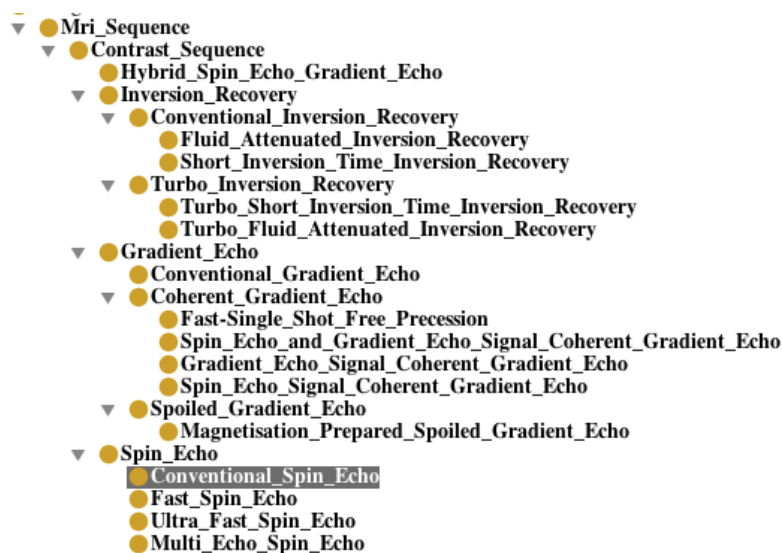 Mri_Sequence
Contrast_Sequence
Hybrid_Spin_Echo_Gradient_Echo
Inversion_Recovery
Conventional_Inversion_Recovery
Fluid_Attenuated_Inversion_Recovery
Short_Inversion_Time_Inversion_Recovery
Turbo_Inversion_Recovery
Turbo_Short_Inversion_Time_Inversion_Recovery
Turbo_Fluid_Attenuated_Inversion_Recovery
Gradient_Echo
Conventional_Gradient_Echo
Coherent_Gradient_Echo
Fast-Single_Shot_Free_Precession
Spin_Echo_and_Gradient_Echo_Signal_Coherent_Gradient_Echo
Gradient_Echo_Signal_Coherent_Gradient_Echo
Spin_Echo_Signal_Coherent_Gradient_Echo
Spoiled_Gradient_Echo
Magnetisation_Prepared_Spoiled_Gradient_Echo
Spin_Echo
Conventional_Spin_Echo
Fast_Spin_Echo
Ultra_Fast_Spin_Echo
Multi_Echo_Spin_Echo